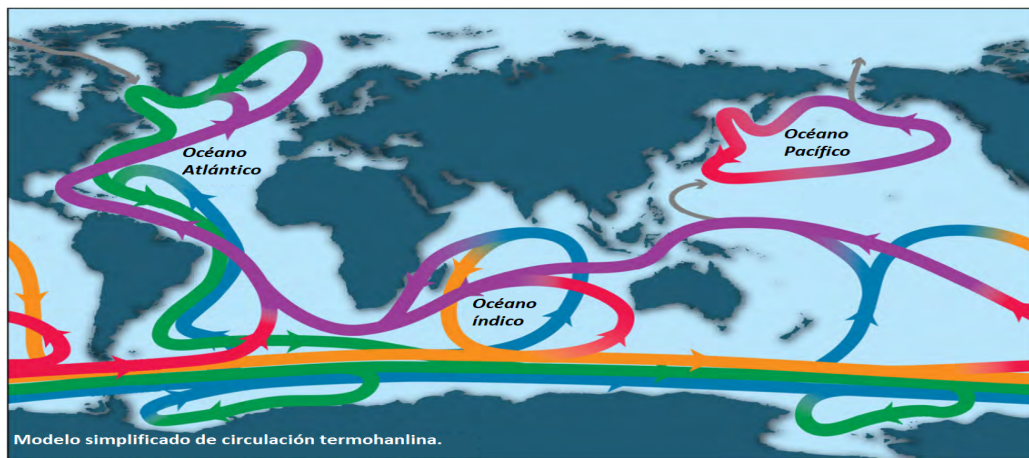 Océano
Atlántico
Océano
Pacífico
Océano
índico
Modelo simplificado de circulación termohanlina.